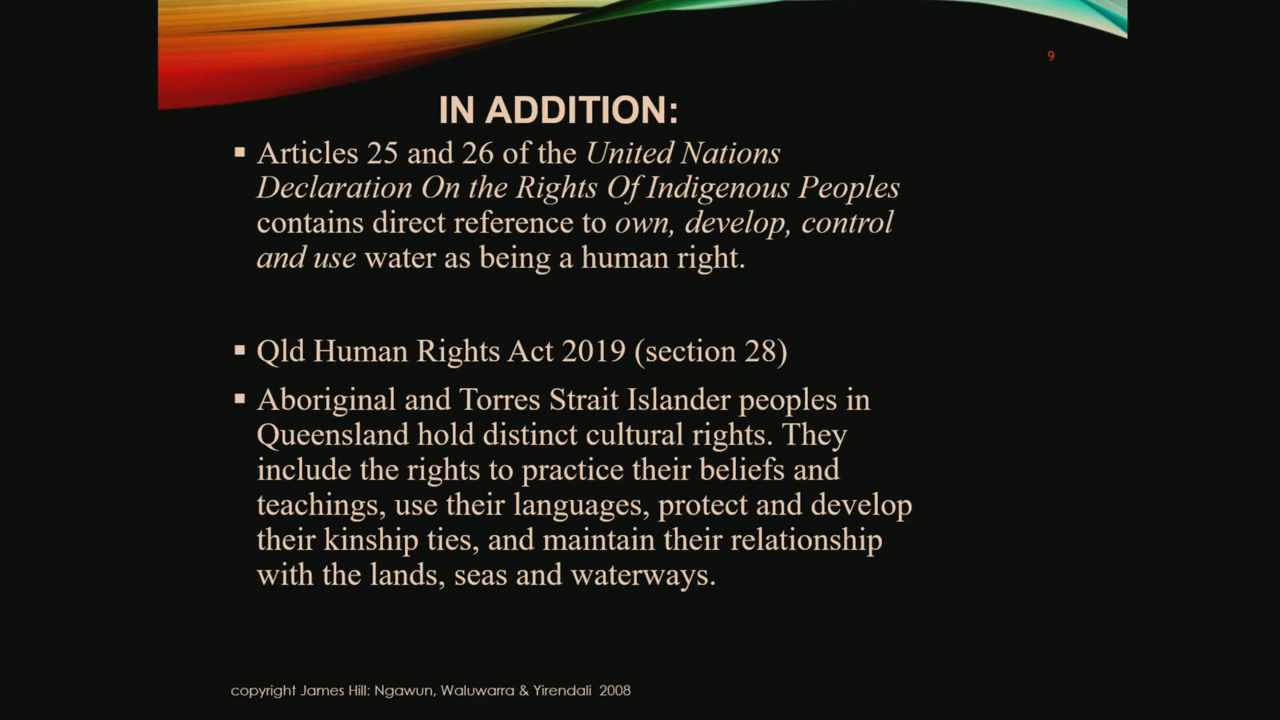 9
IN ADDITION:
▪ Articles 25 and 26 of the United Nations
Declaration On the Rights Of Indigenous Peoples
contains direct reference to own, develop, control
and use water as being a human right.
▪ Qld Human Rights Act 2019 (section 28)
▪ Aboriginal and Torres Strait Islander peoples in
Queensland hold distinct cultural rights. They
include the rights to practice their beliefs and
teachings, use their languages, protect and develop
their kinship ties, and maintain their relationship
with the lands, seas and waterways.
copyright James Hill: Ngawun, Waluwarra & Yirendali 2008